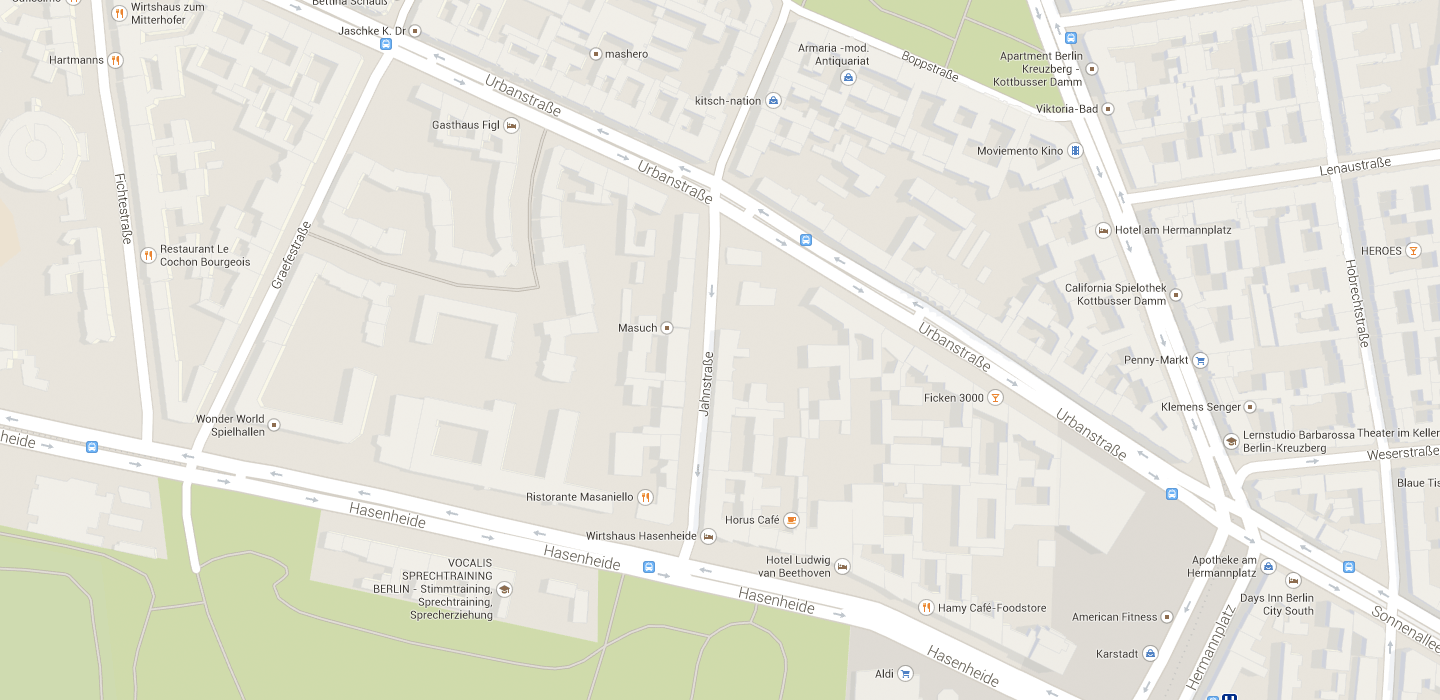 Bettina Schauß
Wirtshaus zum
Mitterhofer
Jaschke K. Dr
Hartmanns
mashero
Armaria -mod.
Antiquariat
Boppstraße
Apartment Berlin
Kreuzberg -
Kottbusser Damm
Urbanstraße
kitsch-nation
Viktoria-Bad
Gasthaus Figl
Moviemento Kino
Urbanstraße
Lenaustraße
Fichtestraße
Hotel am Hermannplatz
Restaurant Le
Cochon Bourgeois
Graefestraße
HEROES
California Spielothek
Kottbusser Damm
Hobrechtstraße
Masuch
Urbanstraße
Penny-Markt
Jahnstraße
Ficken 3000
Klemens Senger
Wonder World
Spielhallen
Urbanstraße
Lernstudio Barbarossa
Berlin-Kreuzberg
Theater im Keller
heide
Weserstraße
Blaue Tis
Ristorante Masaniello
Hasenheide
Horus Café
Wirtshaus Hasenheide
Hasenheide
Hotel Ludwig
van Beethoven
Apotheke am
Hermannplatz
VOCALIS
SPRECHTRAINING
BERLIN - Stimmtraining,
Sprechtraining,
Sprecherziehung
Hasenheide
Hamy Café-Foodstore
Days Inn Berlin
City South
American Fitness
Sonnenallee
Hermannplatz
Karstadt
Hasenheide
Aldi